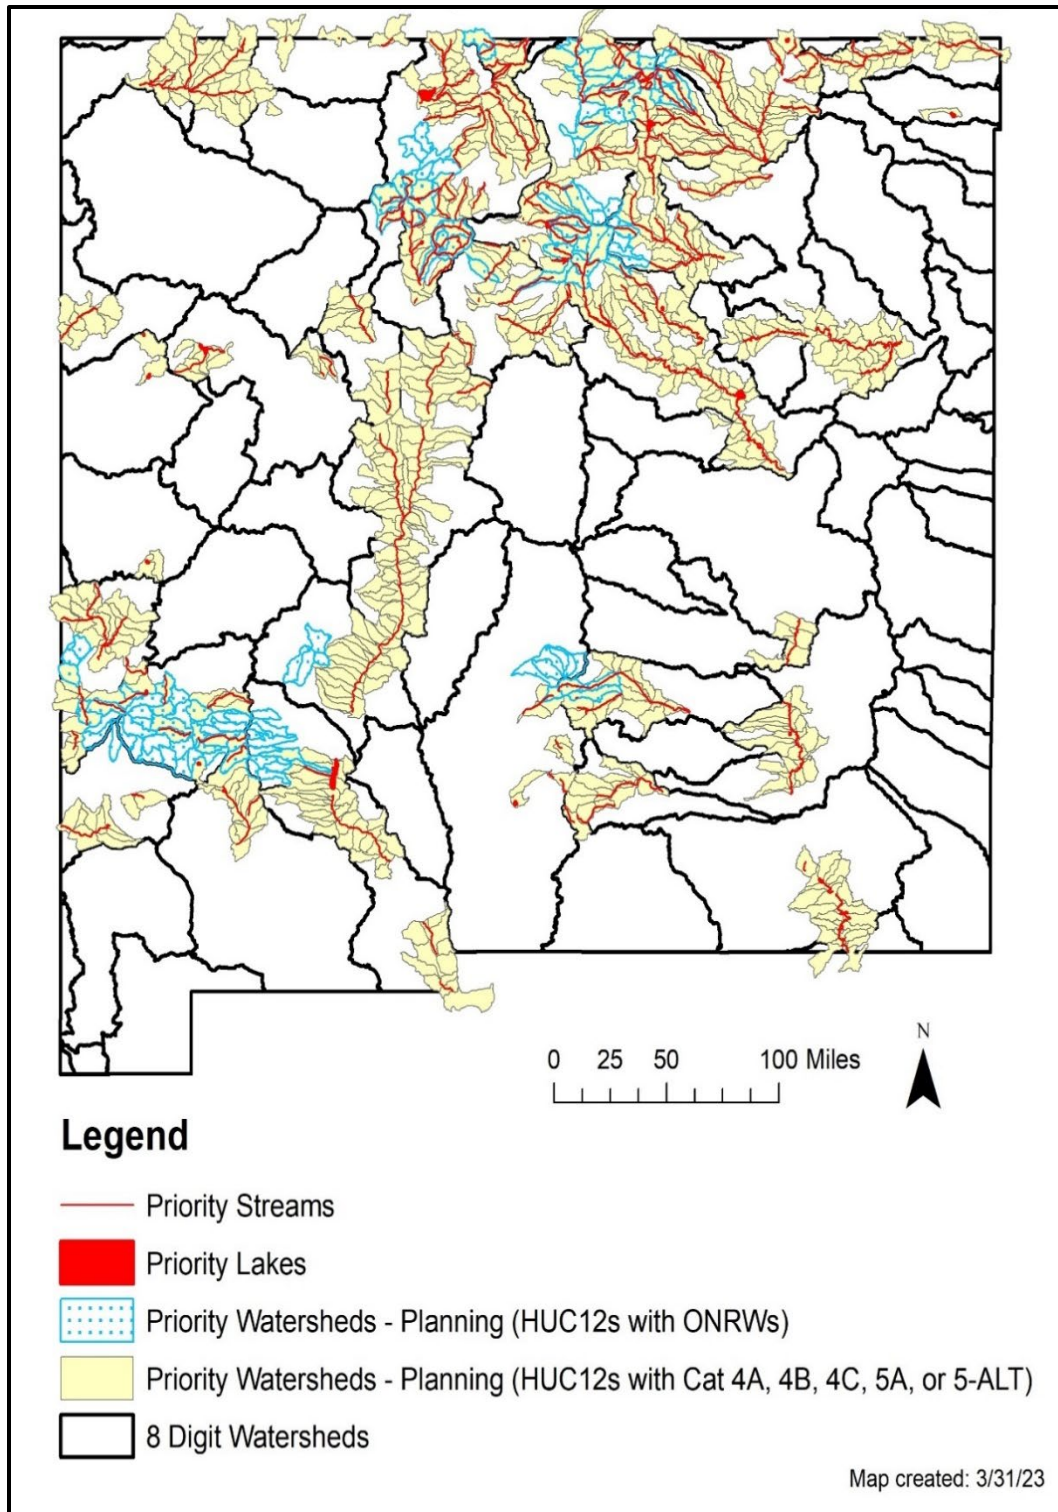 N
0 25 50 100 Miles
Legend
Priority Streams
Priority Lakes
Priority Watersheds - Planning (HUC12s with ONRWs)
Priority Watersheds - Planning (HUC12s with Cat 4A, 4B, 4C, 5A, or 5-ALT)
8 Digit Watersheds
Map created: 3/31/23